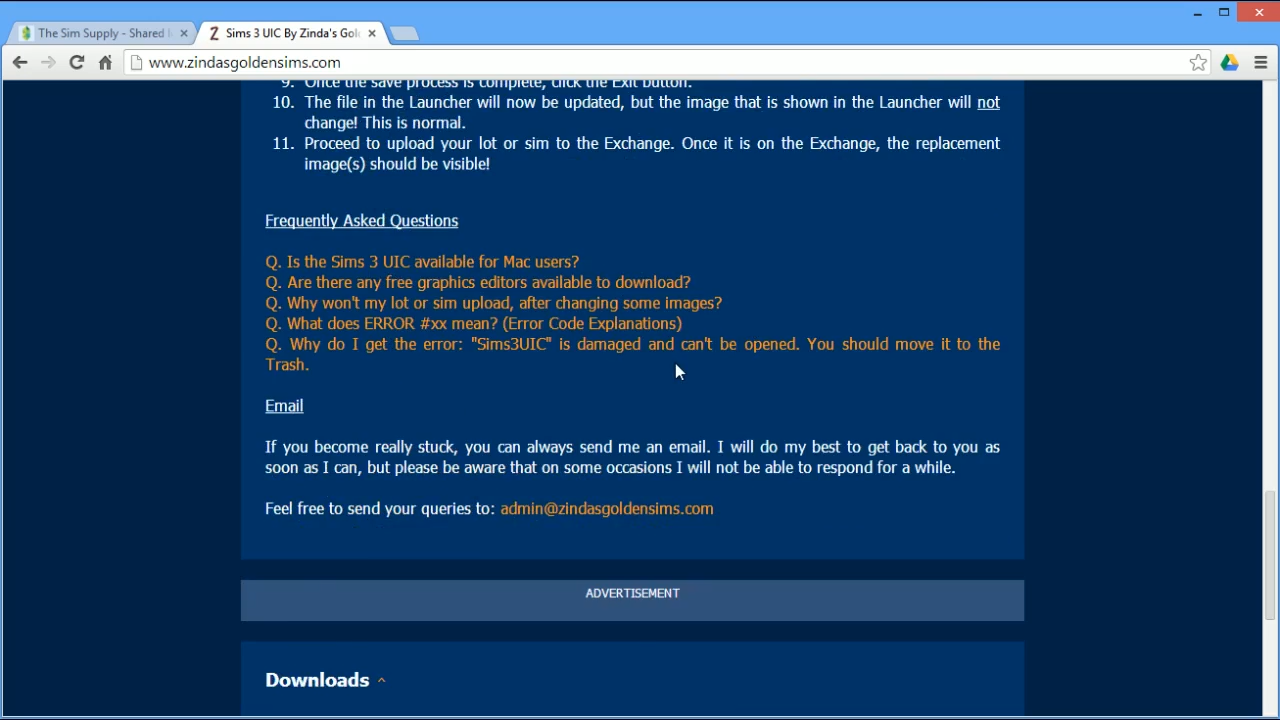 The Sim Supply - Shared
Sims 3 UIC By Zinda's Gol
www.zindasgoldensims.com
9. Once the save process is complete, click the Exit button.
10. The file in the Launcher will now be updated, but the image that is shown in the Launcher will not
change! This is normal.
11. Proceed to upload your lot or sim to the Exchange. Once it is on the Exchange, the replacement
image(s) should be visible!
Frequently Asked Questions
Q. Is the Sims 3 UIC available for Mac users?
Q. Are there any free graphics editors available to download?
Q. Why won't my lot or sim upload, after changing some images?
Q. What does ERROR #xx mean? (Error Code Explanations)
Q. Why do I get the error: "Sims3UIC" is damaged and can't be opened. You should move it to the
Trash.
Email
If you become really stuck, you can always send me an email. I will do my best to get back to you as
soon as I can, but please be aware that on some occasions I will not be able to respond for a while.
Feel free to send your queries to: admin@zindasgoldensims.com
ADVERTISEMENT
Downloads